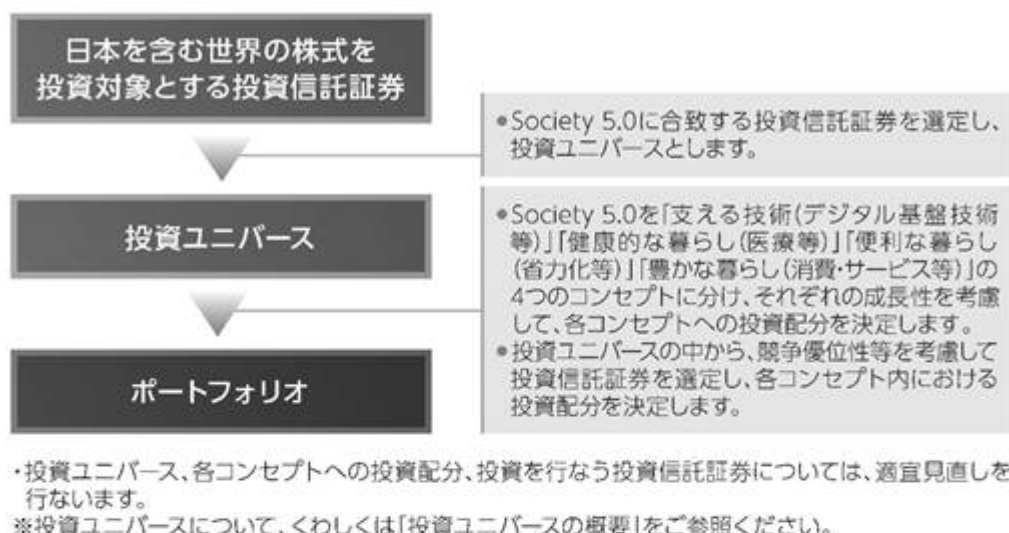 日本を含む世界の株式を
投資対象とする投資信託証券
●Society 5.0に合致する投資信託証券を選定し、
投資ユニバースとします。
投資ユニバース
●Society 5.0を「支える技術(デジタル基盤技術
等)」「健康的な暮らし(医療等)」「便利な暮らし
(省力化等)」「豊かな暮らし(消費・サービス等)」の
4つのコンセプトに分け、それぞれの成長性を考慮
して、各コンセプトへの投資配分を決定します。
●投資ユニバースの中から、競争優位性等を考慮して
投資信託証券を選定し、各コンセプト内における
投資配分を決定します。
ポートフォリオ
・投資ユニバース、各コンセプトへの投資配分、投資を行なう投資信託証券については、適宜見直しを
行ないます。
※投資ユニバースについて、くわしくは「投資ユニバースの概要」をご参照ください。